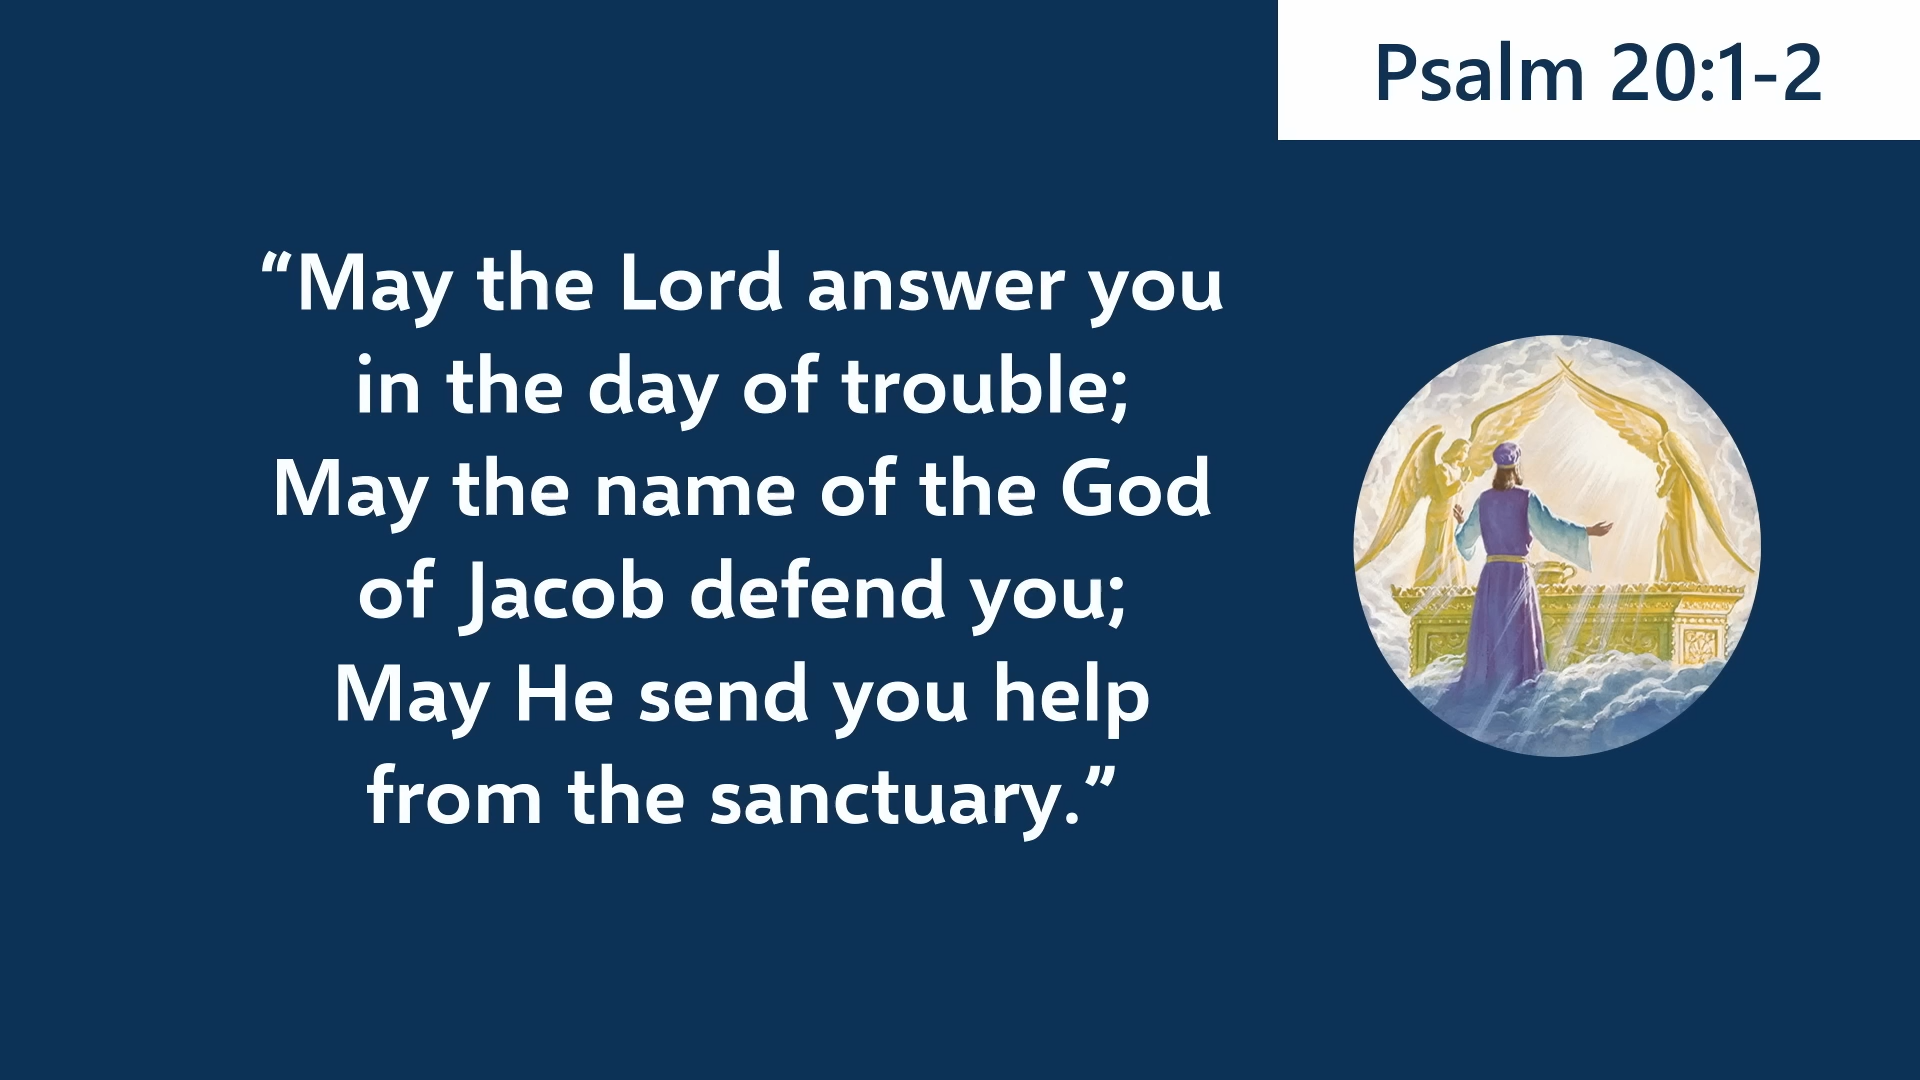 Psalm 20:1-2
“May the Lord answer you
in the day of trouble;
May the name of the God
of Jacob defend you;
May He send you help
from the sanctuary.”